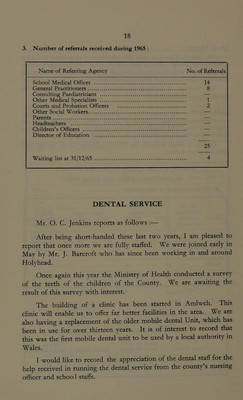 18
3. Number of referrals received during 1965 :
Name of Referring Agency No. of Referrals
School Medical Officer ... 14
General Practitioners ... 8
Consulting Paediatricians ... —
Other Medical Specialists ... 1
Courts and Probation Officers ... 2
Other Social Workers ... —
Parents ... —
Headteachers ... —
Children's Officers ... —
Director of Education ... —
25
Waiting list at 31/12/65 ... 4
DENTAL SERVICE
Mr. O. C. Jenkins reports as follows :—
After being short-handed these last two years, I am pleased to
report that once more we are fully staffed. We were joined early in
May by Mr. J. Barcroft who has since been working in and around
Holyhead.
Once again this year the Ministry of Health conducted a survey
of the teeth of the children of the County. We are awaiting the
result of this survey with interest.
The building of a clinic has been started in Amlwch. This
clinic will enable us to offer far better facilities in the area. We are
also having a replacement of the older mobile dental Unit, which has
been in use for over thirteen years. It is of interest to record that
this was the first mobile dental unit to be used by a local authority in
Wales.
I would like to record the appreciation of the dental staff for the
help received in running the dental service from the county's nursing
officer and school staffs.